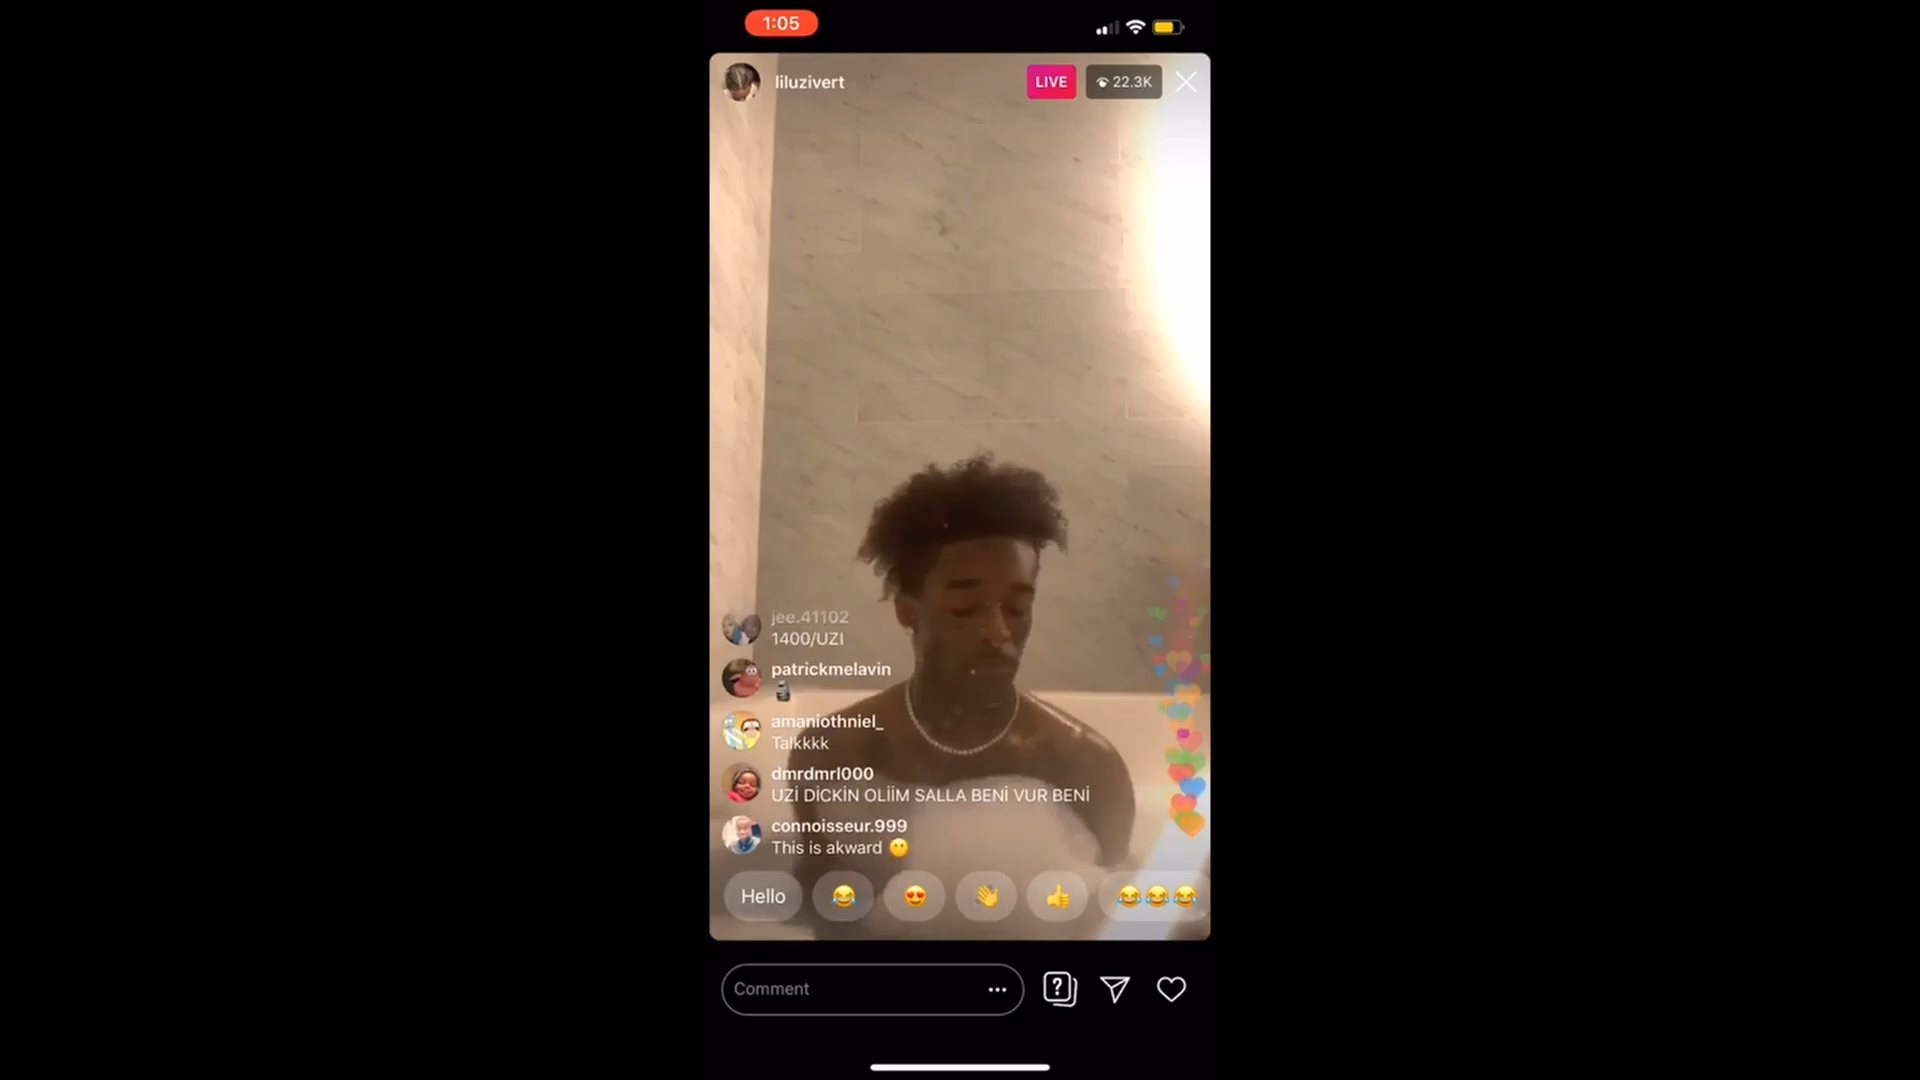 1:05
liluzivert
LIVE
22.3K
jee.41102
1400/UZI
patrickmelavin
🗿
amaniothniel_
Talkkkk
dmrdmrl000
UZİ DİCKİN OLİİM SALLA BENİ VUR BENİ
connoisseur.999
This is akward 😶
Hello 😂 😍 👋 👍 😂😂😂
Comment